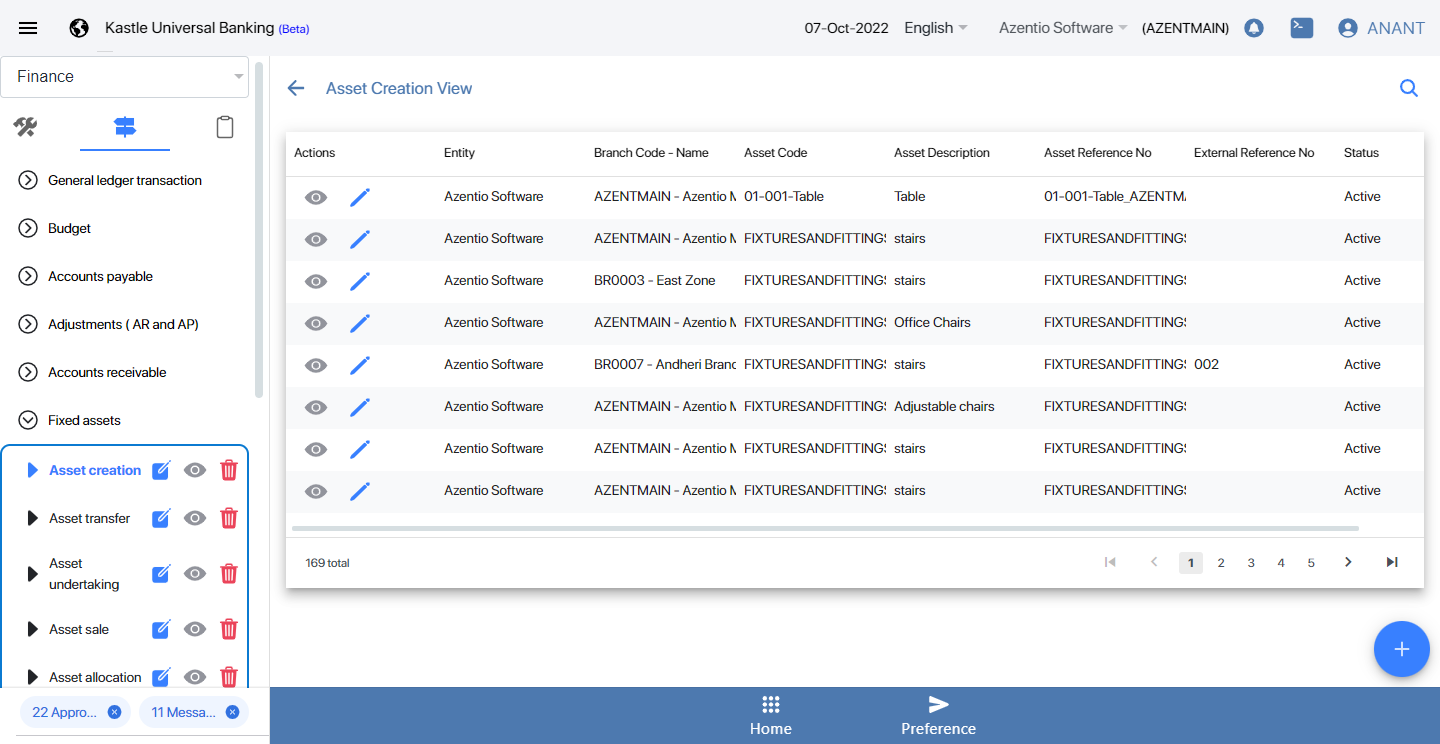 Kastle Universal Banking (Beta)
07-Oct-2022 English Azentio Software (AZENTMAIN) ANANT
Finance
General ledger transaction
Budget
Accounts payable
Adjustments ( AR and AP)
Accounts receivable
Fixed assets
Asset creation
Asset transfer
Asset
undertaking
Asset sale
Asset allocation
22 Appro...
11 Messa...
Asset Creation View
Actions Entity Branch Code - Name Asset Code Asset Description Asset Reference No External Reference No Status
Azentio Software AZENTMAIN - Azentio M 01-001-Table Table 01-001-Table_AZENTMA Active
Azentio Software AZENTMAIN - Azentio M FIXTURESANDFITTINGS stairs FIXTURESANDFITTINGS Active
Azentio Software BR0003 - East Zone FIXTURESANDFITTINGS stairs FIXTURESANDFITTINGS Active
Azentio Software AZENTMAIN - Azentio M FIXTURESANDFITTINGS Office Chairs FIXTURESANDFITTINGS Active
Azentio Software BR0007 - Andheri Branc FIXTURESANDFITTINGS stairs FIXTURESANDFITTINGS 002 Active
Azentio Software AZENTMAIN - Azentio M FIXTURESANDFITTINGS Adjustable chairs FIXTURESANDFITTINGS Active
Azentio Software AZENTMAIN - Azentio M FIXTURESANDFITTINGS stairs FIXTURESANDFITTINGS Active
Azentio Software AZENTMAIN - Azentio M FIXTURESANDFITTINGS stairs FIXTURESANDFITTINGS Active
169 total 1 2 3 4 5
Home Preference